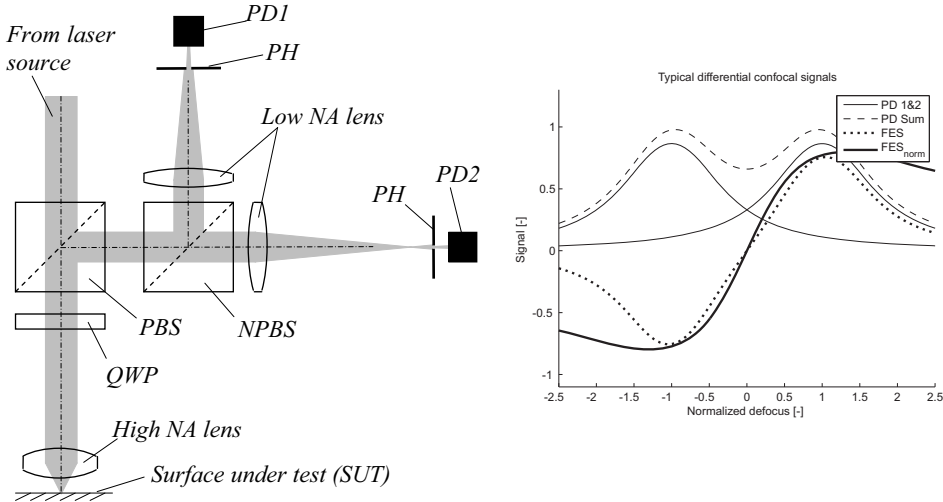 From laser
source
PD1
PH
Low NA lens
PH
PD2
PBS
NPBS
QWP
High NA lens
Surface under test (SUT)
Typical differential confocal signals
PD 1&2
PD Sum
FES
FES norm
Signal [-]
1
0.5
0
-0.5
-1
-2.5 -2 -1.5 -1 -0.5 0 0.5 1 1.5 2 2.5
Normalized defocus [-]